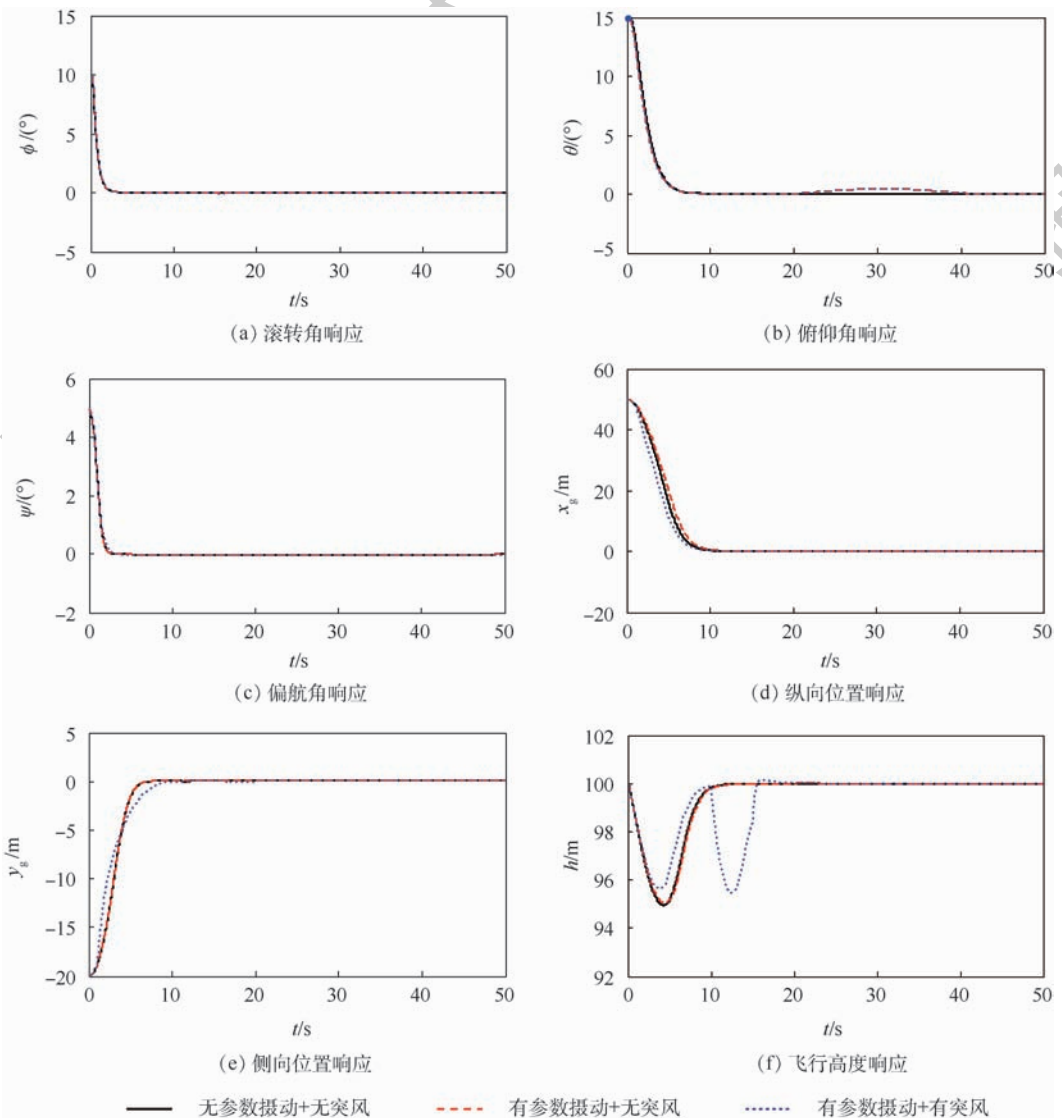 15
10
5
0
−5
ϕ/(°)
0 10 20 30 40 50
t/s
(a) 滚转角响应
15
10
5
0
−5
θ/(°)
0 10 20 30 40 50
t/s
(b) 俯仰角响应
6
4
2
0
−2
ψ/(°)
0 10 20 30 40 50
t/s
(c) 偏航角响应
60
40
20
0
−20
x_g/m
0 10 20 30 40 50
t/s
(d) 纵向位置响应
5
0
−5
−10
−15
−20
y_g/m
0 10 20 30 40 50
t/s
(e) 侧向位置响应
102
100
98
96
94
92
h/m
0 10 20 30 40 50
t/s
(f) 飞行高度响应
无参数摄动+无突风 有参数摄动+无突风 有参数摄动+有突风